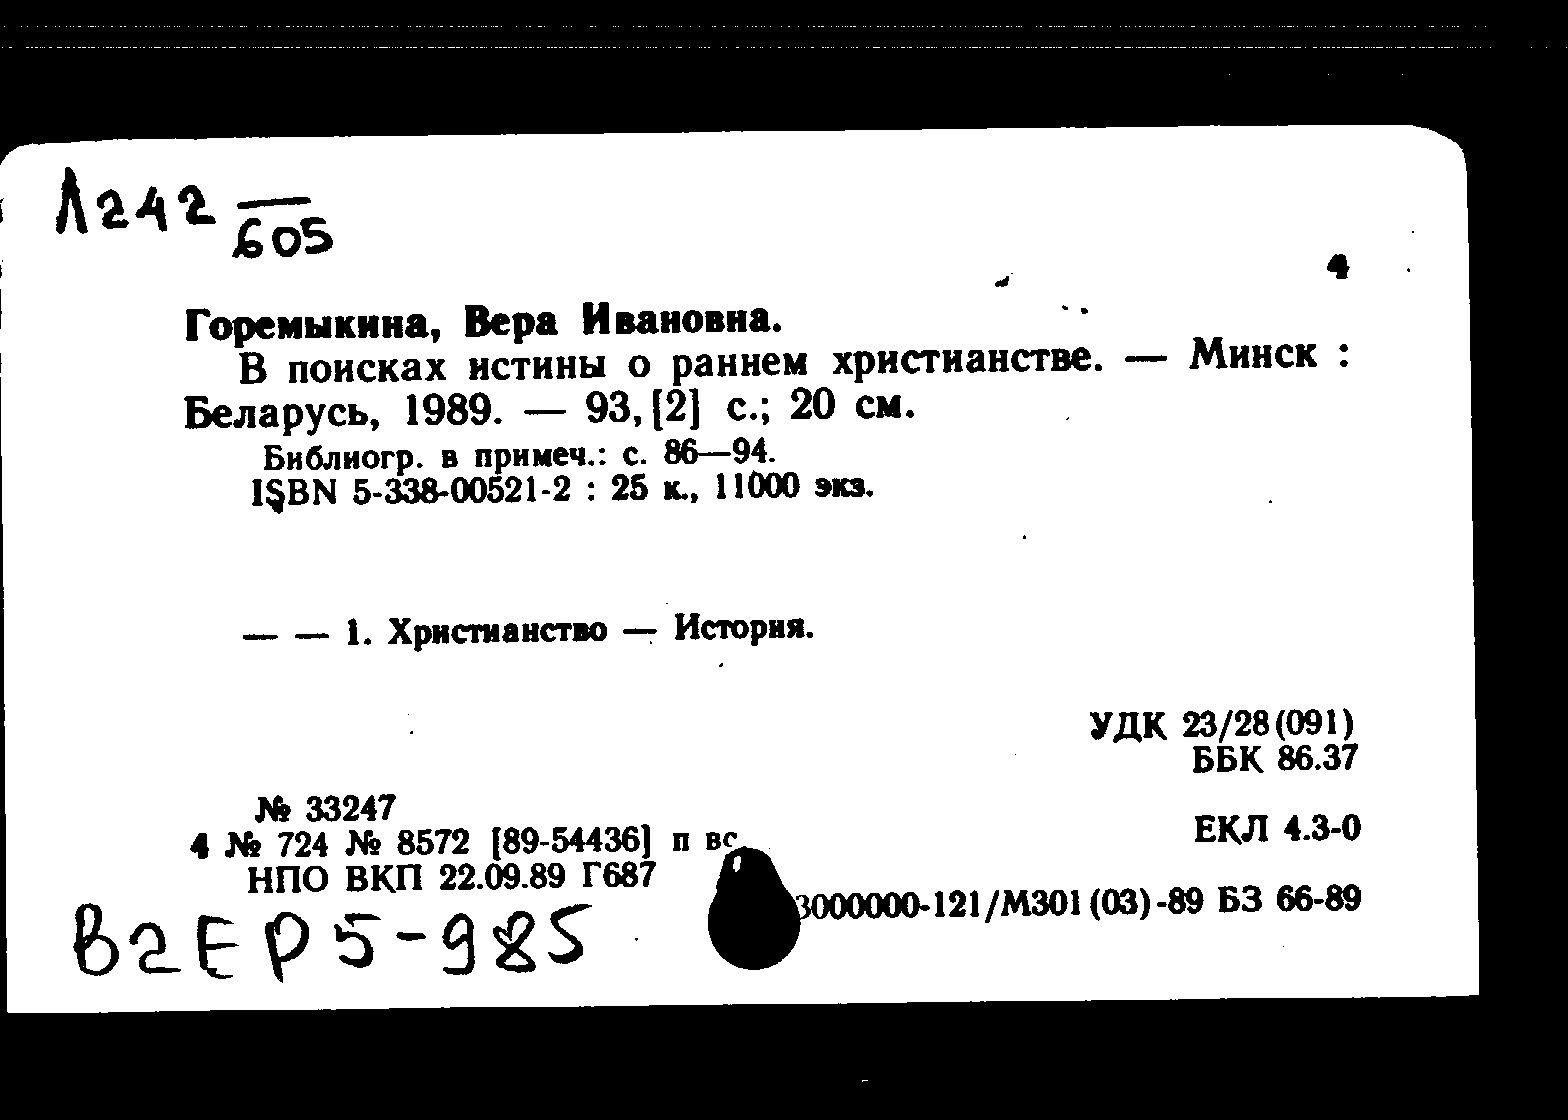 Л242
605
4
Горемыкина, Вера Ивановна.
В поисках истины о раннем христианстве. — Минск :
Беларусь, 1989. — 93, [2] с.; 20 см.
Библиогр. в примеч.: с. 86—94.
ISBN 5-338-00521-2 : 25 к., 11000 экз.
— — 1. Христианство — История.
УДК 23/28(091)
ББК 86.37
№ 33247
ЕКЛ 4.3-0
4 № 724 № 8572 [89-54436] п вс
НПО ВКП 22.09.89 Г687
3000000-121/М301(03)-89 БЗ 66-89
В2ЕР5-985